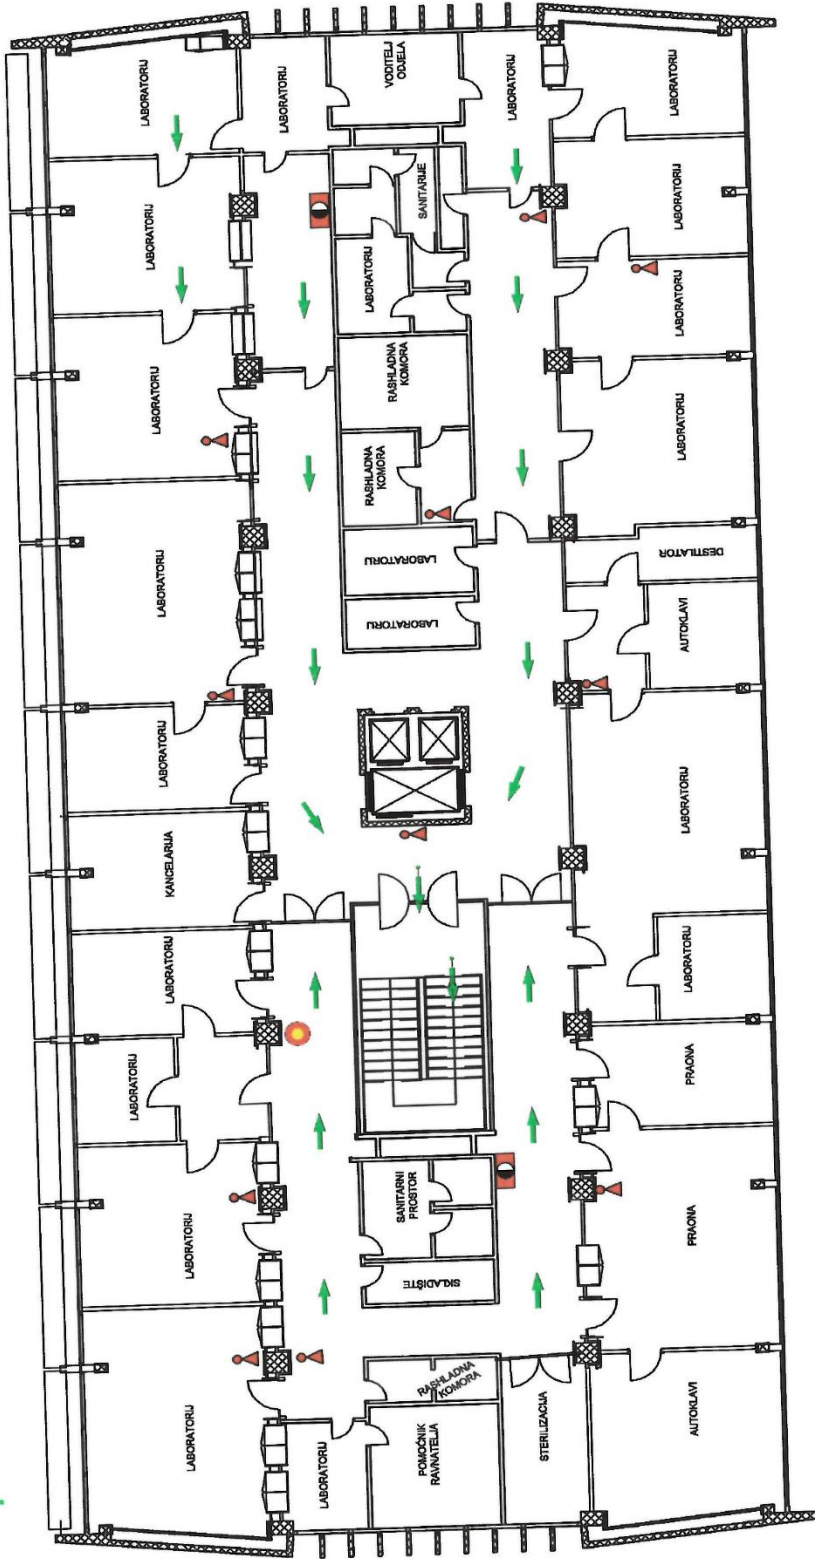 LABORATORIJ
LABORATORIJ
VODITELJ
ODJELA
LABORATORIJ
LABORATORIJ
LABORATORIJ
SANITARIJE
LABORATORIJ
LABORATORIJ
LABORATORIJ
LABORATORIJ
RASHLADNA
KOMORA
LABORATORIJ
RASHLADNA
KOMORA
LABORATORIJ
LABORATORIJ
DESTILATOR
LABORATORIJ
AUTOKLAVI
LABORATORIJ
LABORATORIJ
KANCELARIJA
LABORATORIJ
LABORATORIJ
LABORATORIJ
PRAONA
LABORATORIJ
SANITARNI
PROSTOR
PRAONA
SKLADIŠTE
RASHLADNA
KOMORA
LABORATORIJ
LABORATORIJ
POMOĆNIK
RAVNATELJA
STERILIZACIJA
AUTOKLAVI